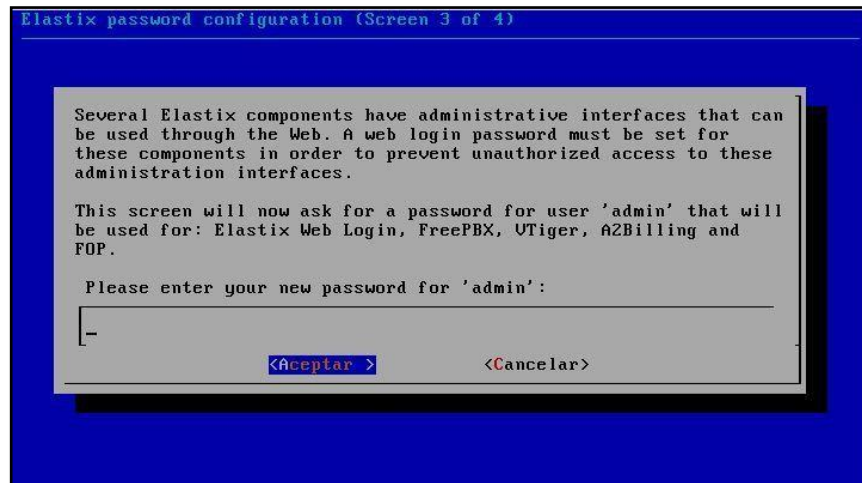 Elastix password configuration (Screen 3 of 4)
Several Elastix components have administrative interfaces that can
be used through the Web. A web login password must be set for
these components in order to prevent unauthorized access to these
administration interfaces.
This screen will now ask for a password for user 'admin' that will
be used for: Elastix Web Login, FreePBX, VTiger, A2Billing and
FOP.
Please enter your new password for 'admin':
<Aceptar > <Cancelar>